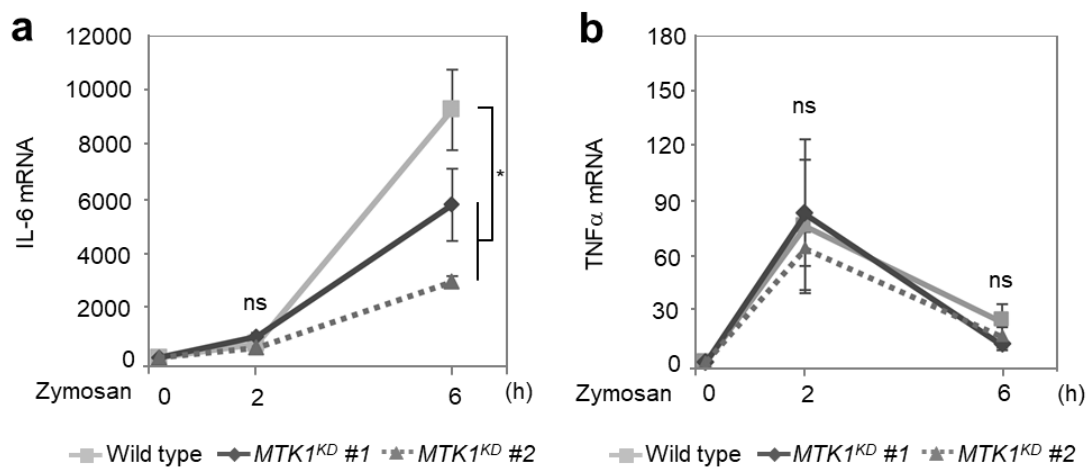 a
12000
10000
8000
6000
4000
2000
0
IL-6 mRNA
ns
*
Zymosan 0 2 6 (h)
Wild type MTK1ᴷᴰ #1 MTK1ᴷᴰ #2
b
180
150
120
90
60
30
0
TNFα mRNA
ns
ns
Zymosan 0 2 6 (h)
Wild type MTK1ᴷᴰ #1 MTK1ᴷᴰ #2